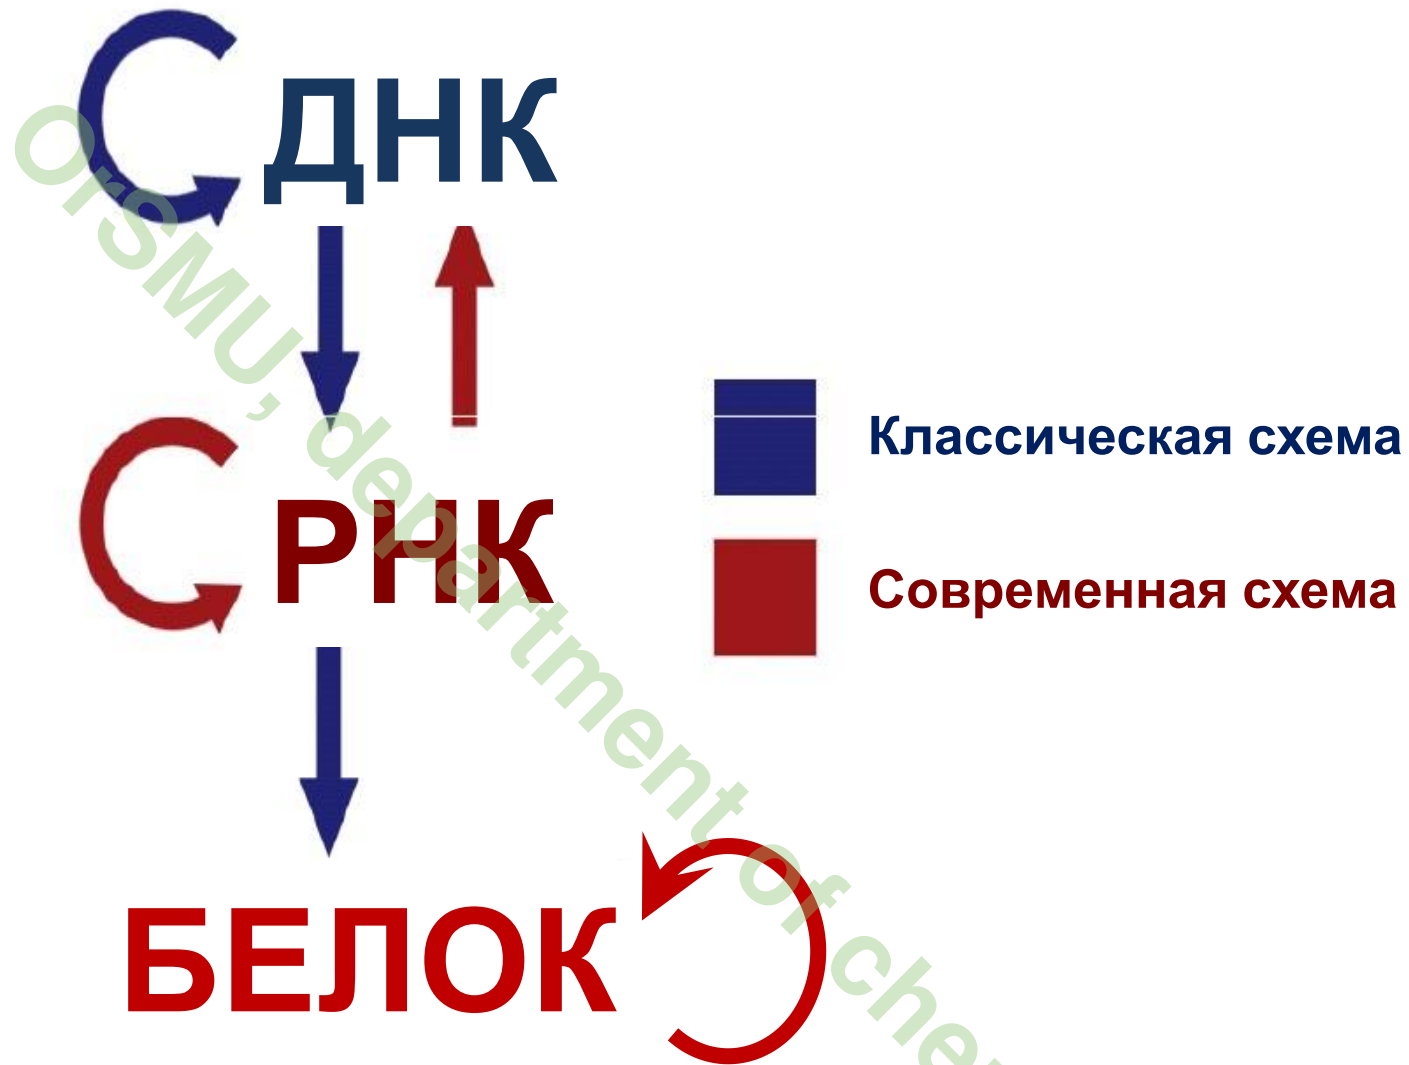 ДНК
РНК
БЕЛОК
Классическая схема
Современная схема
OrSMU, department of che